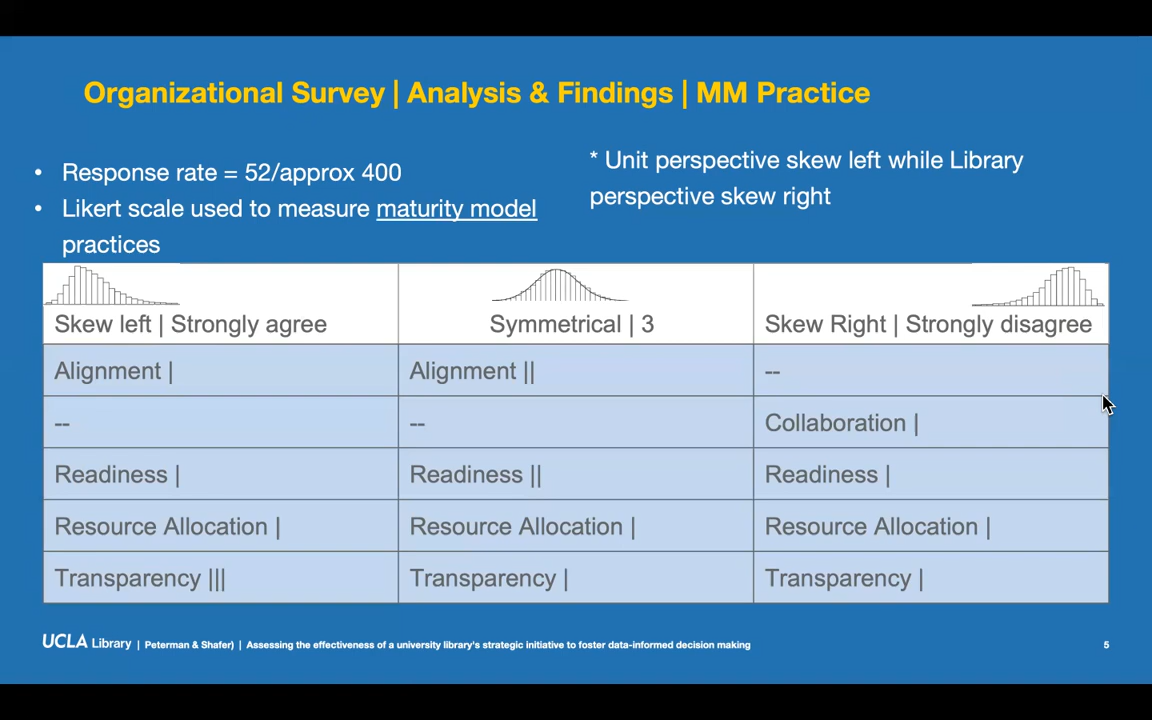 Organizational Survey | Analysis & Findings | MM Practice
• Response rate = 52/approx 400
• Likert scale used to measure maturity model
practices
* Unit perspective skew left while Library
perspective skew right
Skew left | Strongly agree
Symmetrical | 3
Skew Right | Strongly disagree
Alignment |
Alignment ||
--
--
--
Collaboration |
Readiness |
Readiness ||
Readiness |
Resource Allocation |
Resource Allocation |
Resource Allocation |
Transparency |||
Transparency |
Transparency |
UCLA Library | Peterman & Shafer) | Assessing the effectiveness of a university library's strategic initiative to foster data-informed decision making
5